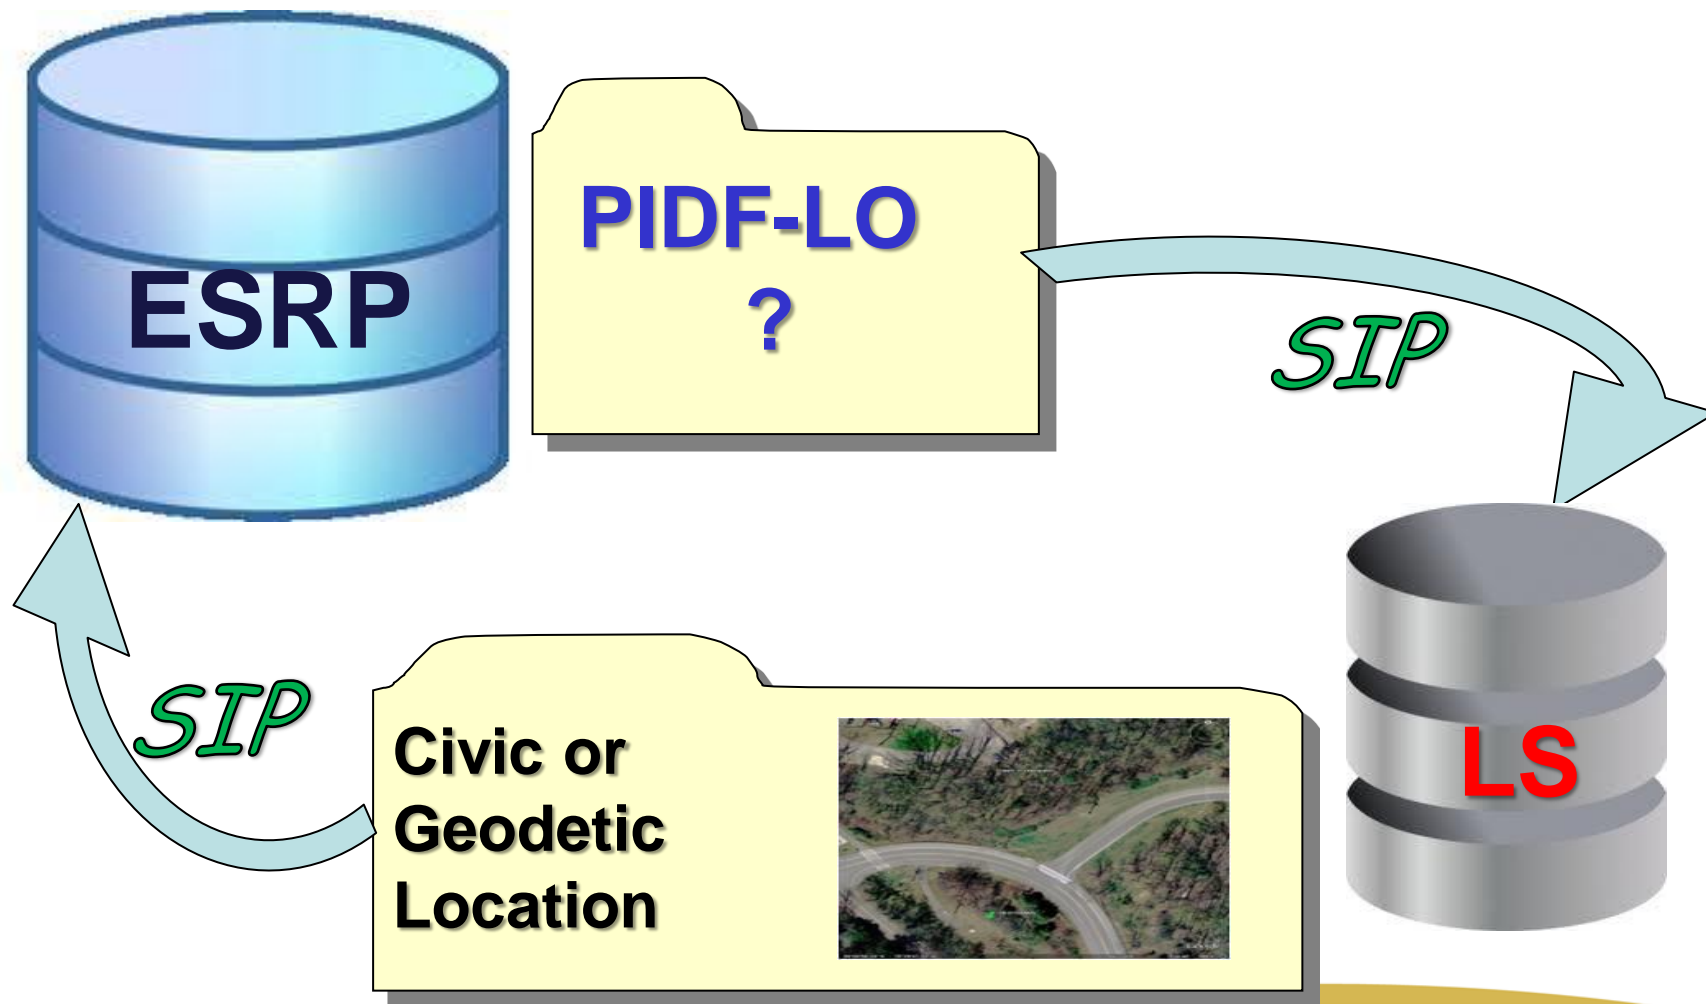 ESRP
PIDF-LO
?
SIP
SIP
Civic or
Geodetic
Location
LS